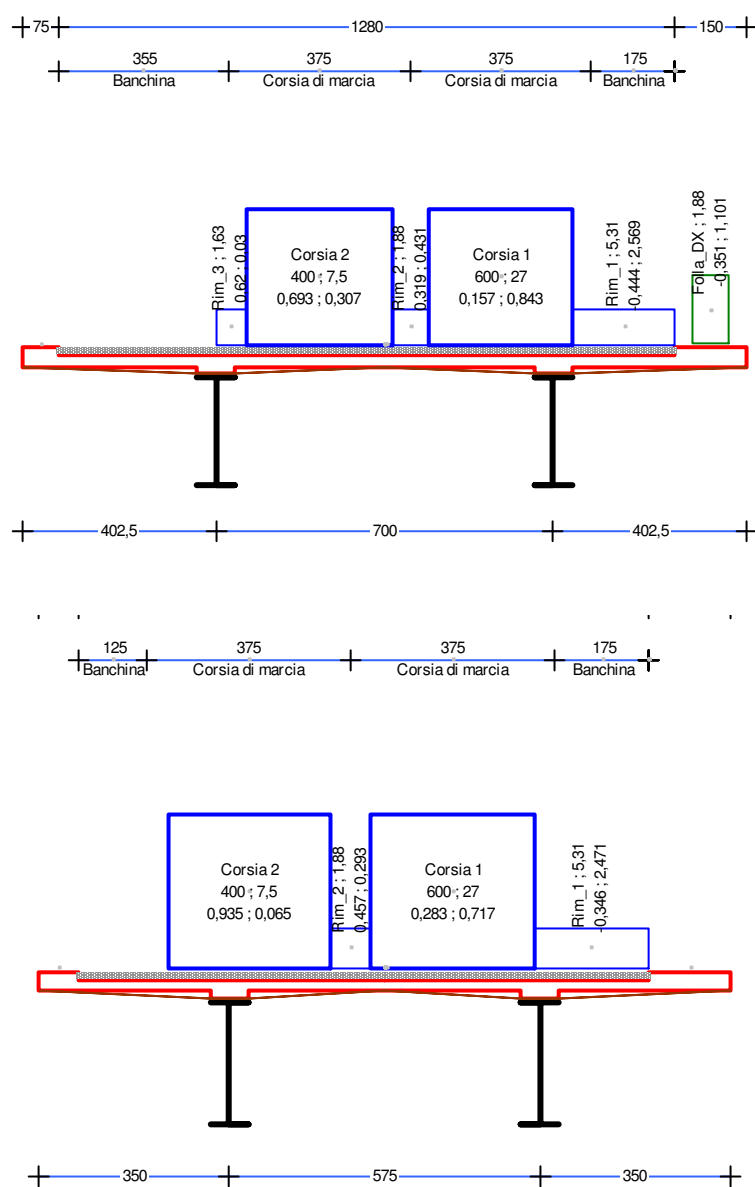 75 1280 150
355 375 375 175
Banchina Corsia di marcia Corsia di marcia Banchina
Rim_3 ; 1,63
0,62 ; 0,03
Corsia 2
400 ; 7,5
0,693 ; 0,307
Rim_2 ; 1,88
0,319 ; 0,431
Corsia 1
600 ; 27
0,157 ; 0,843
Rim_1 ; 5,31
-0,444 ; 2,569
Folla_DX ; 1,88
-0,351 ; 1,101
402,5 700 402,5
125 375 375 175
Banchina Corsia di marcia Corsia di marcia Banchina
Corsia 2
400 ; 7,5
0,935 ; 0,065
Rim_2 ; 1,88
0,457 ; 0,293
Corsia 1
600 ; 27
0,283 ; 0,717
Rim_1 ; 5,31
-0,346 ; 2,471
350 575 350